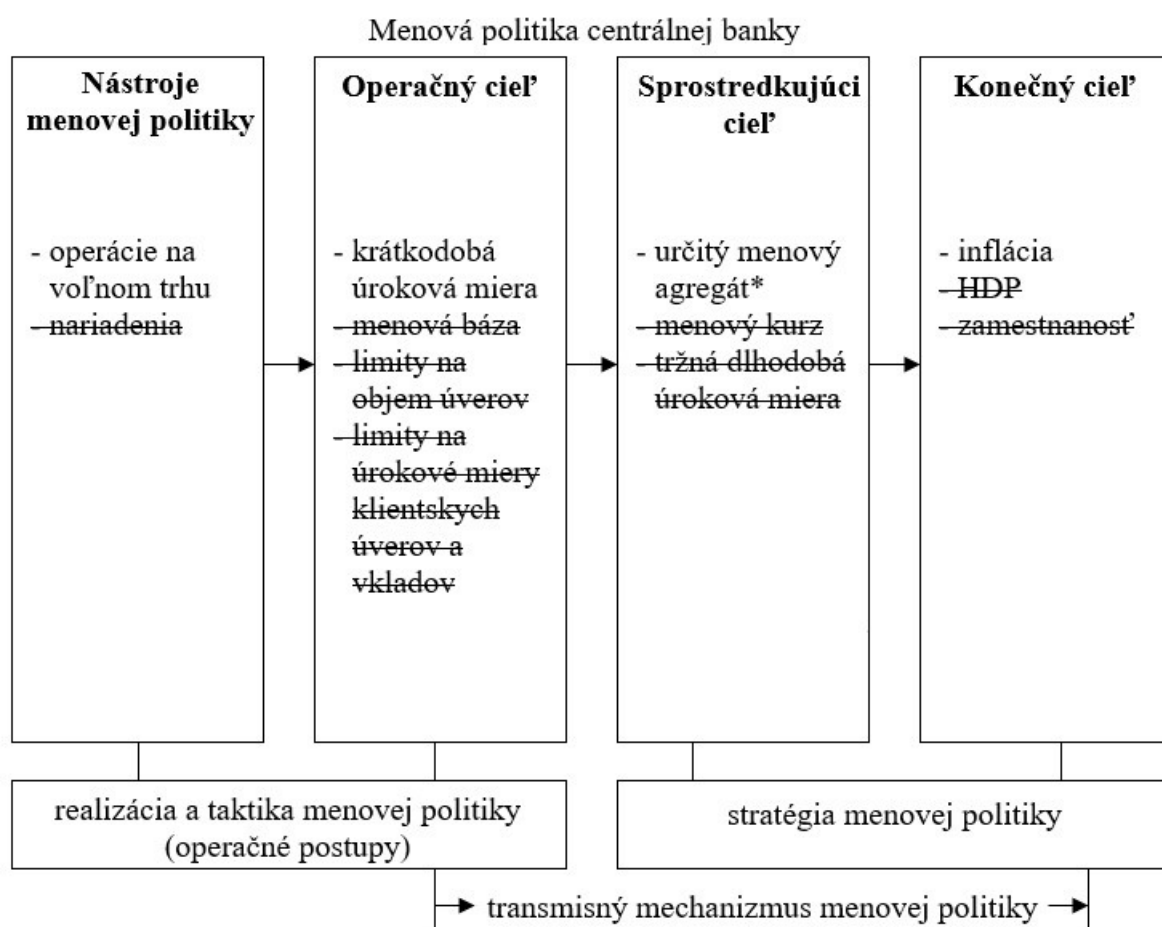 Menová politika centrálnej banky
Nástroje
menovej politiky
- operácie na
voľnom trhu
- nariadenia
Operačný cieľ
- krátkodobá
úroková miera
- menová báza
- limity na
objem úverov
- limity na
úrokové miery
klientskych
úverov a
vkladov
Sprostredkujúci
cieľ
- určitý menový
agregát*
- menový kurz
- tržná dlhodobá
úroková miera
Konečný cieľ
- inflácia
- HDP
- zamestnanosť
realizácia a taktika menovej politiky
(operačné postupy)
stratégia menovej politiky
transmisný mechanizmus menovej politiky